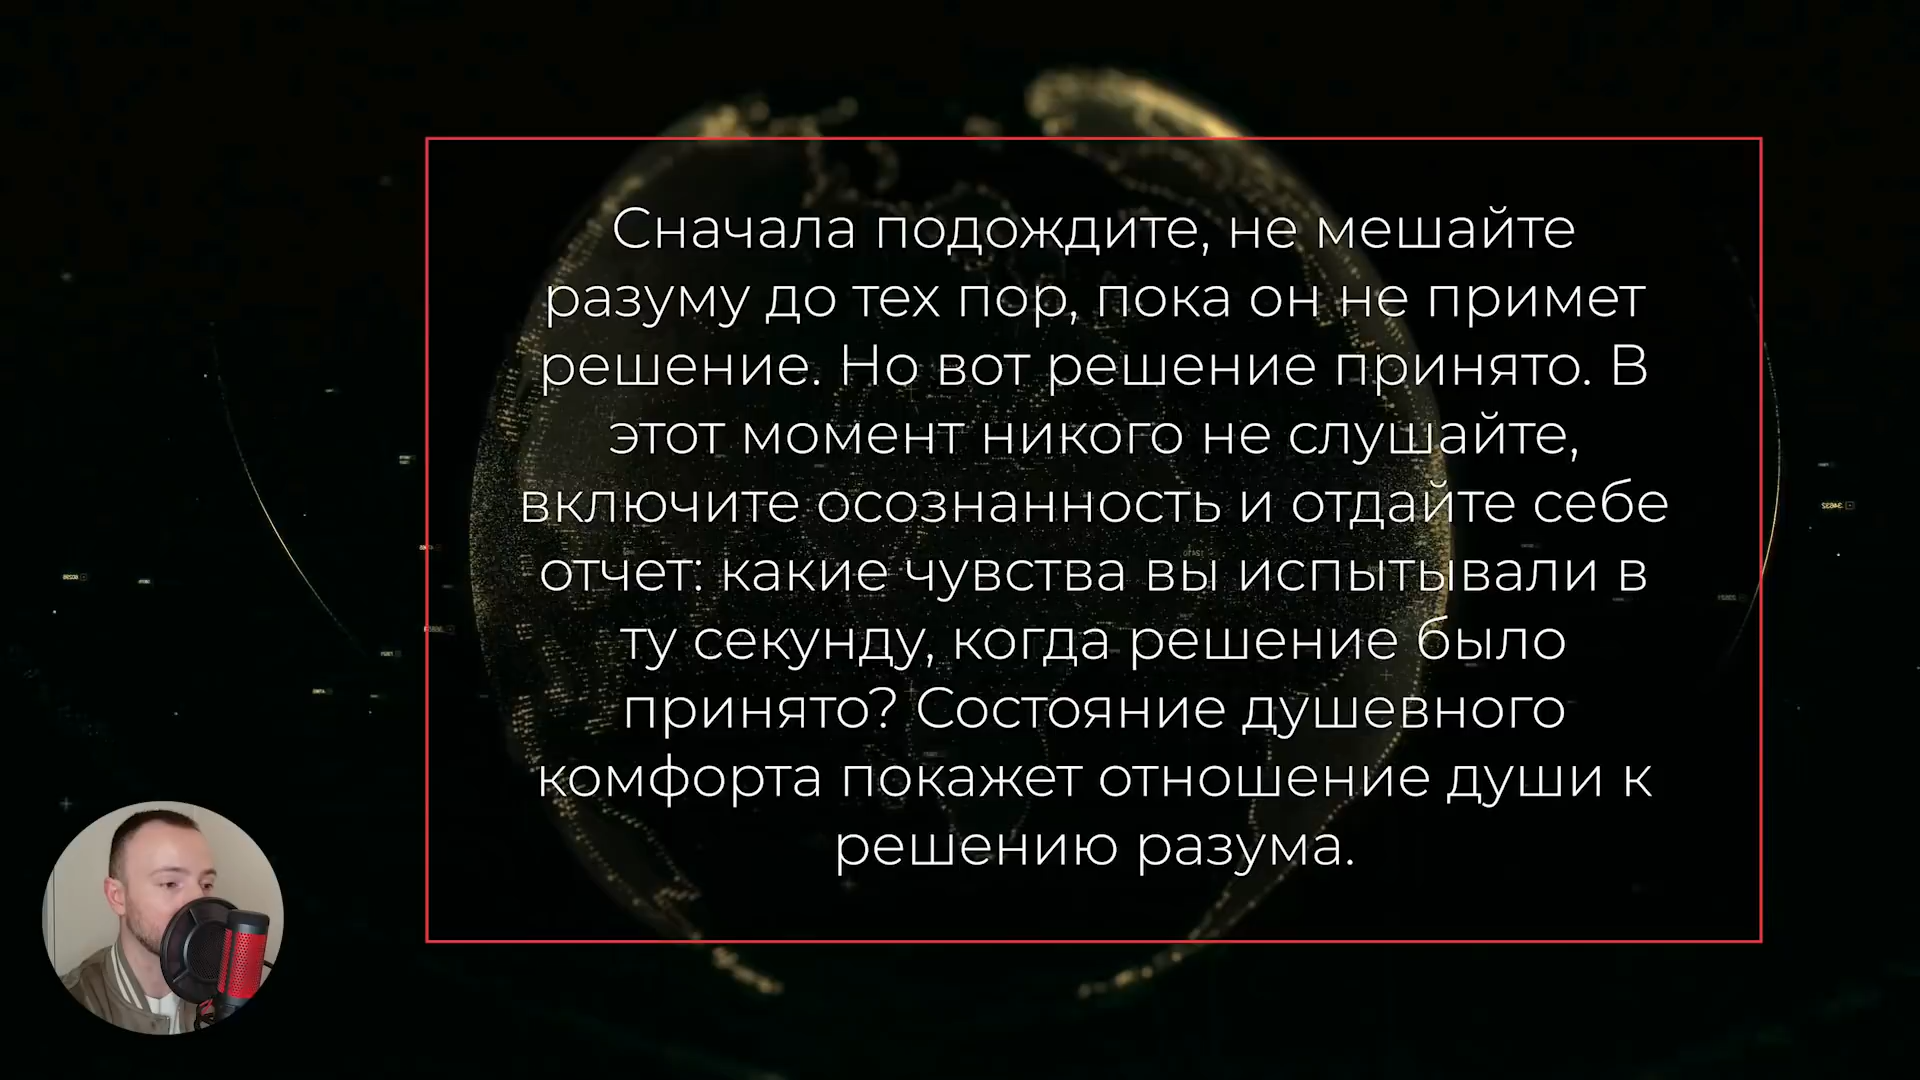 Сначала подождите, не мешайте
разуму до тех пор, пока он не примет
решение. Но вот решение принято. В
этот момент никого не слушайте,
включите осознанность и отдайте себе
отчет: какие чувства вы испытывали в
ту секунду, когда решение было
принято? Состояние душевного
комфорта покажет отношение души к
решению разума.